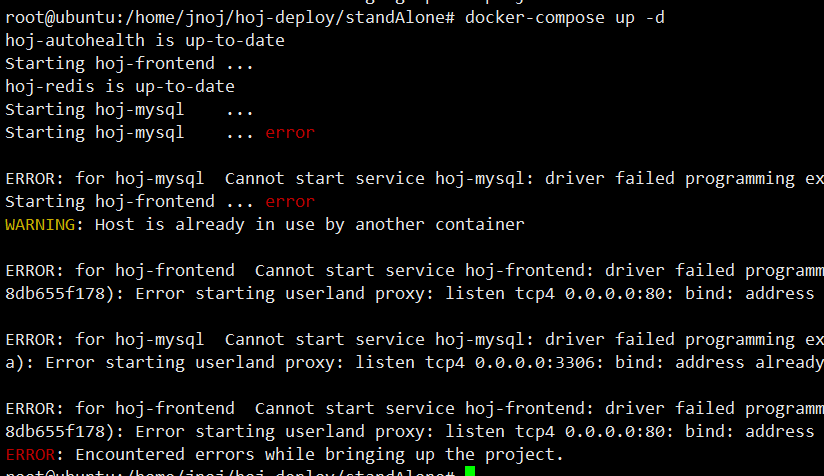 root@ubuntu:/home/jnoj/hoj-deploy/standAlone# docker-compose up -d
hoj-autohealth is up-to-date
Starting hoj-frontend ...
hoj-redis is up-to-date
Starting hoj-mysql    ...
Starting hoj-mysql    ... error
ERROR: for hoj-mysql  Cannot start service hoj-mysql: driver failed programming ex
Starting hoj-frontend ... error
WARNING: Host is already in use by another container
ERROR: for hoj-frontend  Cannot start service hoj-frontend: driver failed programm
8db655f178): Error starting userland proxy: listen tcp4 0.0.0.0:80: bind: address
ERROR: for hoj-mysql  Cannot start service hoj-mysql: driver failed programming ex
a): Error starting userland proxy: listen tcp4 0.0.0.0:3306: bind: address already
ERROR: for hoj-frontend  Cannot start service hoj-frontend: driver failed programm
8db655f178): Error starting userland proxy: listen tcp4 0.0.0.0:80: bind: address
ERROR: Encountered errors while bringing up the project.
root@ubuntu:/home/jnoj/hoj-deploy/standAlone#